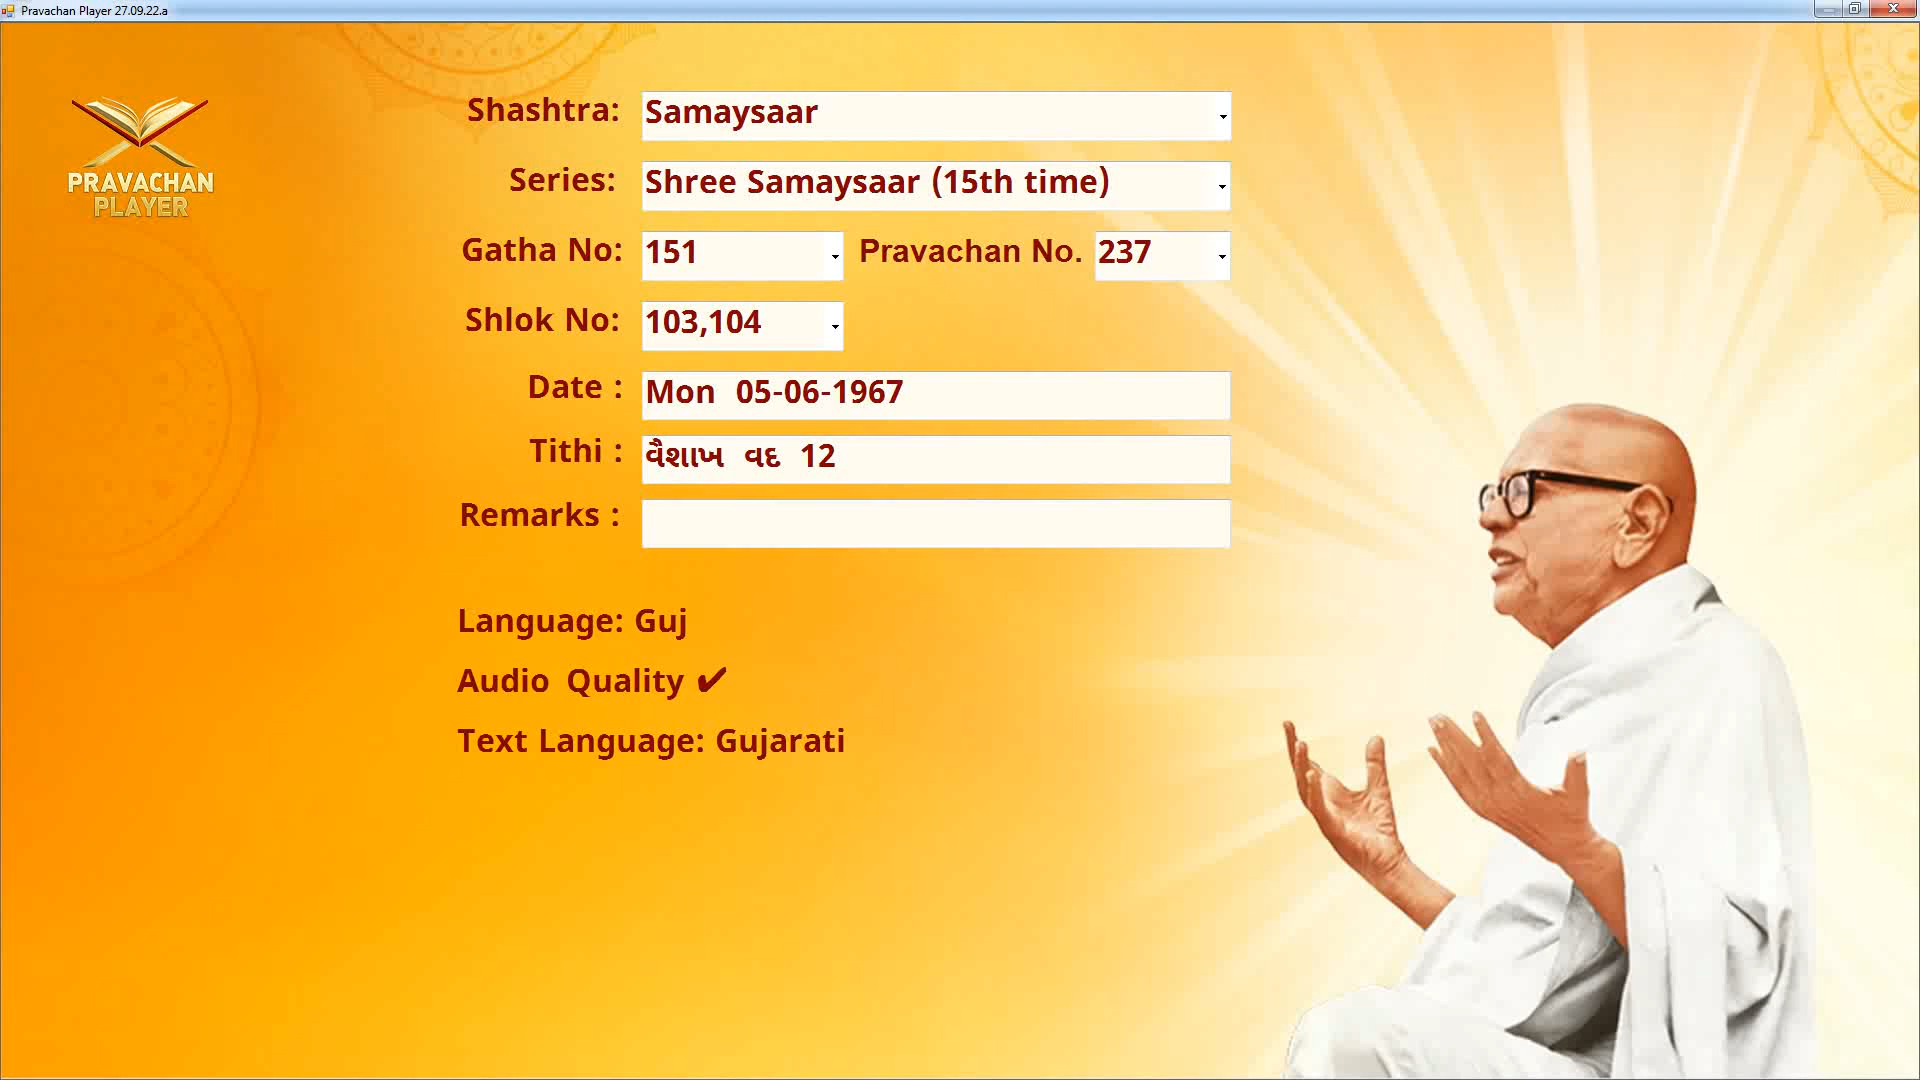 Pravachan Player 27.09.22.a
PRAVACHAN
PLAYER
Shashtra: Samaysaar
Series: Shree Samaysaar (15th time)
Gatha No: 151 Pravachan No. 237
Shlok No: 103,104
Date : Mon 05-06-1967
Tithi : વૈશાખ વદ 12
Remarks :
Language: Guj
Audio Quality ✔
Text Language: Gujarati